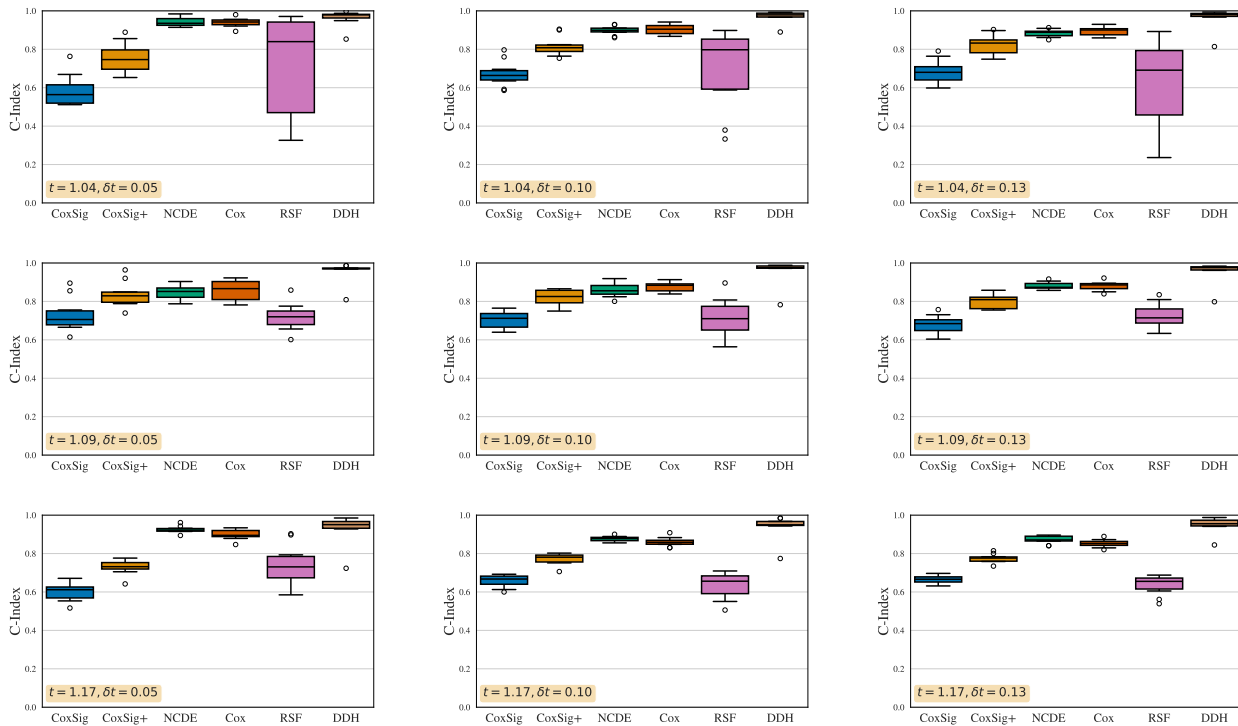 1.0
0.8
0.6
0.4
0.2
0.0
C-Index
t = 1.04, δt = 0.05
CoxSig CoxSig+ NCDE Cox RSF DDH
1.0
0.8
0.6
0.4
0.2
0.0
C-Index
t = 1.04, δt = 0.10
CoxSig CoxSig+ NCDE Cox RSF DDH
1.0
0.8
0.6
0.4
0.2
0.0
C-Index
t = 1.04, δt = 0.13
CoxSig CoxSig+ NCDE Cox RSF DDH
1.0
0.8
0.6
0.4
0.2
0.0
C-Index
t = 1.09, δt = 0.05
CoxSig CoxSig+ NCDE Cox RSF DDH
1.0
0.8
0.6
0.4
0.2
0.0
C-Index
t = 1.09, δt = 0.10
CoxSig CoxSig+ NCDE Cox RSF DDH
1.0
0.8
0.6
0.4
0.2
0.0
C-Index
t = 1.09, δt = 0.13
CoxSig CoxSig+ NCDE Cox RSF DDH
1.0
0.8
0.6
0.4
0.2
0.0
C-Index
t = 1.17, δt = 0.05
CoxSig CoxSig+ NCDE Cox RSF DDH
1.0
0.8
0.6
0.4
0.2
0.0
C-Index
t = 1.17, δt = 0.10
CoxSig CoxSig+ NCDE Cox RSF DDH
1.0
0.8
0.6
0.4
0.2
0.0
C-Index
t = 1.17, δt = 0.13
CoxSig CoxSig+ NCDE Cox RSF DDH